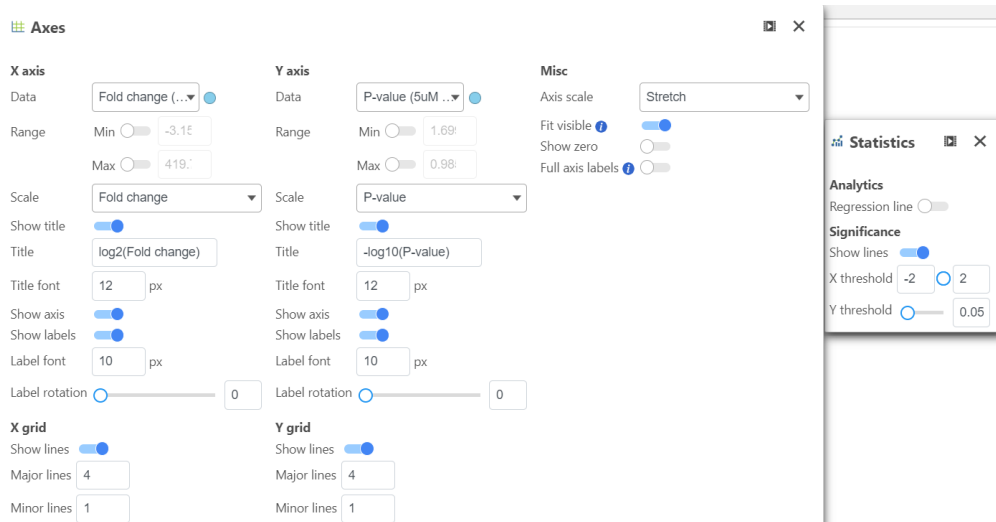 Axes
X axis
Data Fold change (...
Range Min -3.15
Max 419.
Scale Fold change
Show title
Title log2(Fold change)
Title font 12 px
Show axis
Show labels
Label font 10 px
Label rotation 0
X grid
Show lines
Major lines 4
Minor lines 1
Y axis
Data P-value (5uM ...
Range Min 1.69
Max 0.98
Scale P-value
Show title
Title -log10(P-value)
Title font 12 px
Show axis
Show labels
Label font 10 px
Label rotation 0
Y grid
Show lines
Major lines 4
Minor lines 1
Misc
Axis scale Stretch
Fit visible i
Show zero
Full axis labels i
Statistics
Analytics
Regression line
Significance
Show lines
X threshold -2 2
Y threshold 0.05